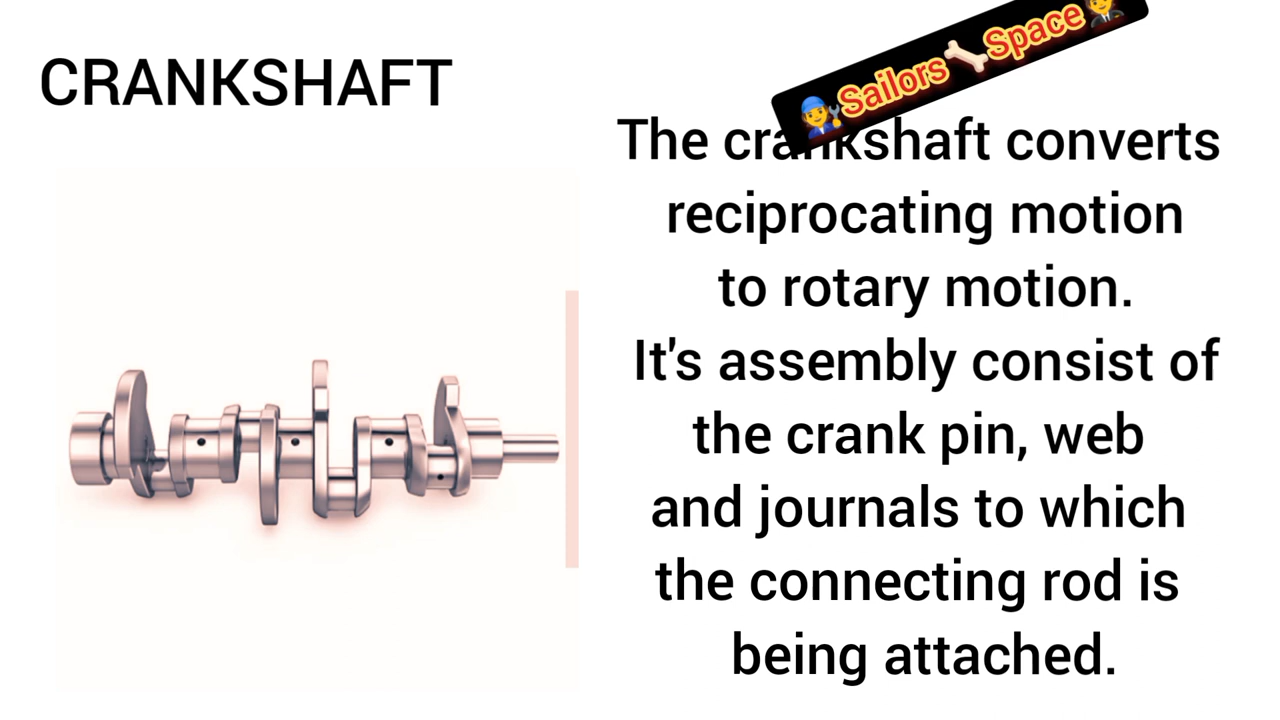 CRANKSHAFT
Sailors Space
The crankshaft converts
reciprocating motion
to rotary motion.
It's assembly consist of
the crank pin, web
and journals to which
the connecting rod is
being attached.